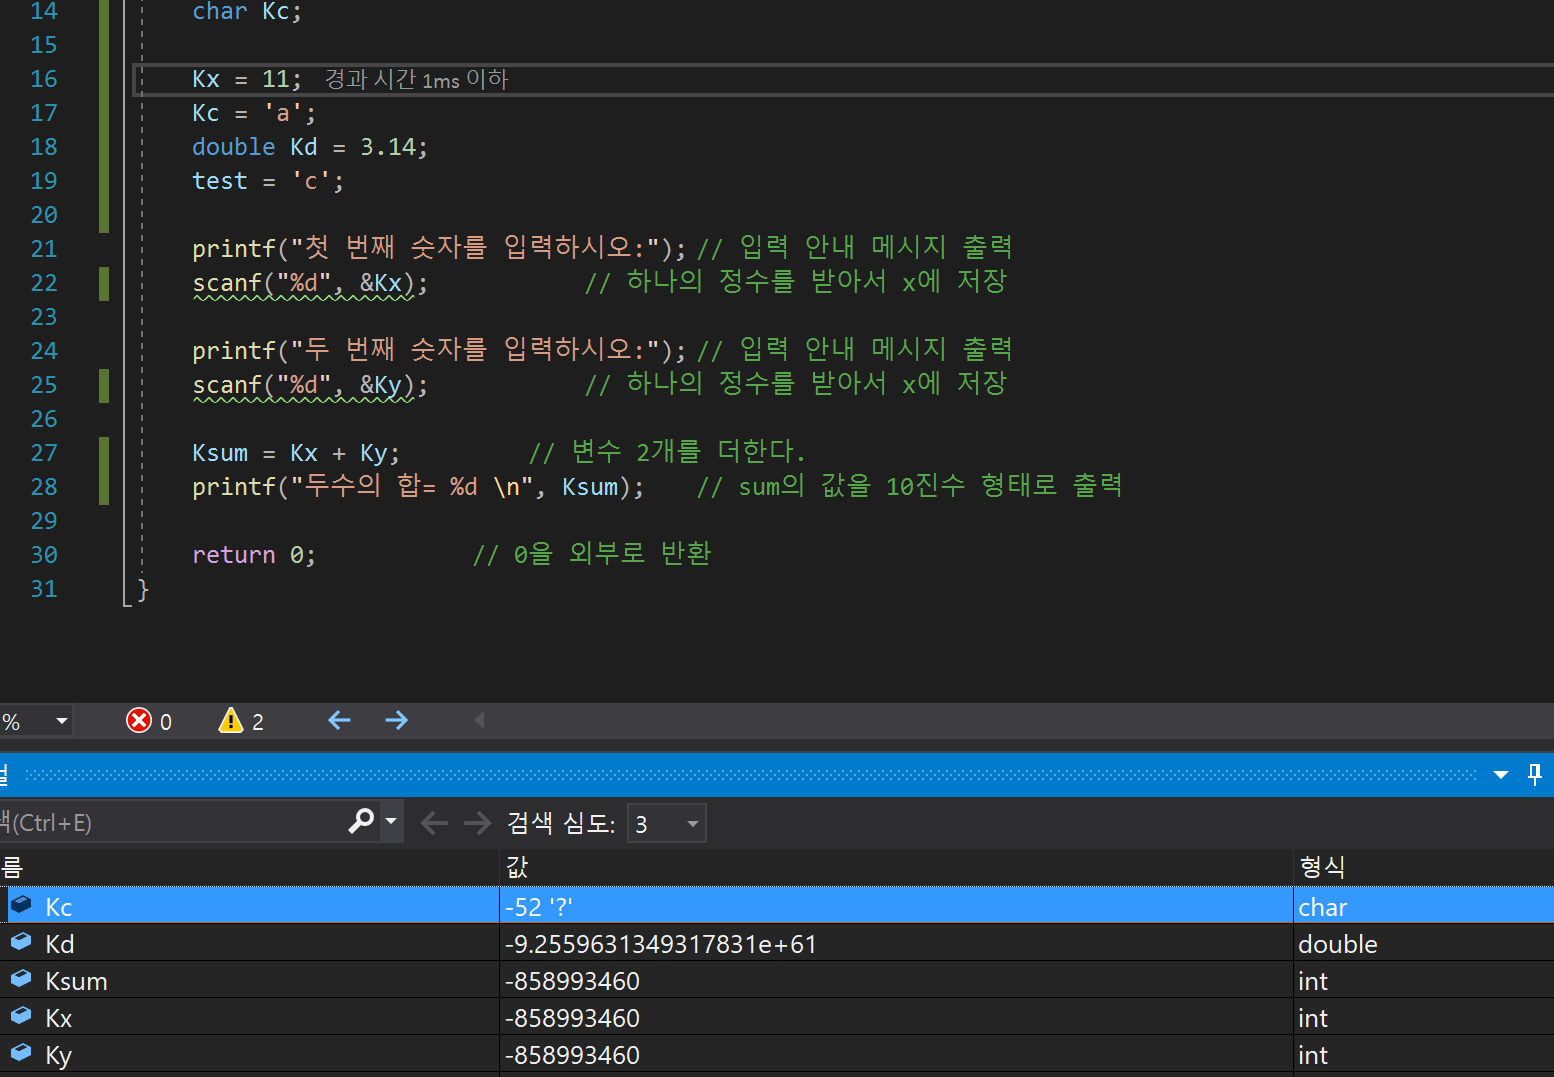 14 char Kc;
15
16 Kx = 11; 경과 시간 1ms 이하
17 Kc = 'a';
18 double Kd = 3.14;
19 test = 'c';
20
21 printf("첫 번째 숫자를 입력하시오:"); // 입력 안내 메시지 출력
22 scanf("%d", &Kx); // 하나의 정수를 받아서 x에 저장
23
24 printf("두 번째 숫자를 입력하시오:"); // 입력 안내 메시지 출력
25 scanf("%d", &Ky); // 하나의 정수를 받아서 x에 저장
26
27 Ksum = Kx + Ky; // 변수 2개를 더한다.
28 printf("두수의 합= %d \n", Ksum); // sum의 값을 10진수 형태로 출력
29
30 return 0; // 0을 외부로 반환
31 }
% 0 2
(Ctrl+E) 검색 심도: 3
름 값 형식
Kc -52 '?' char
Kd -9.2559631349317831e+61 double
Ksum -858993460 int
Kx -858993460 int
Ky -858993460 int